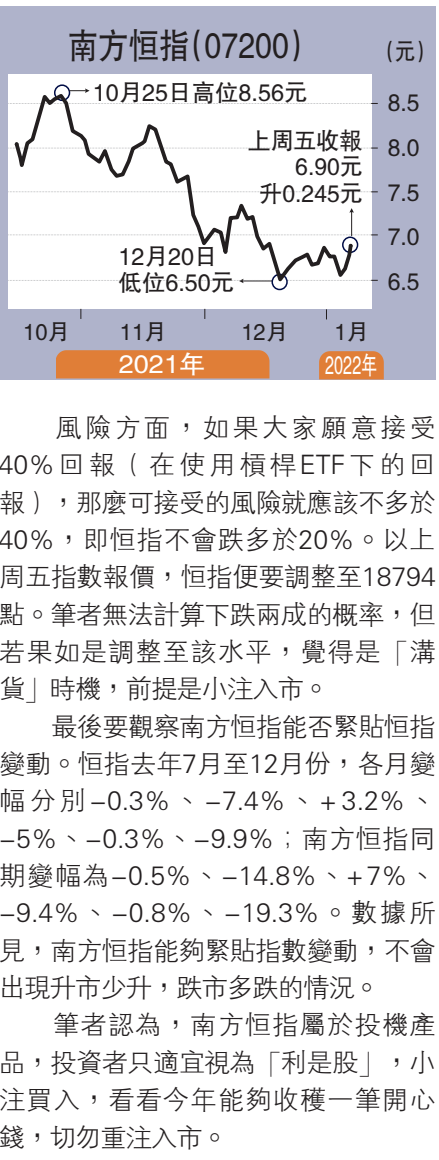 南方恒指(07200)
(元)
10月25日高位8.56元
8.5
上周五收報
6.90元
升0.245元
8.0
7.5
7.0
12月20日
低位6.50元
6.5
10月 11月 12月 1月
2021年 2022年
風險方面，如果大家願意接受
40%回報（在使用槓桿ETF下的回
報），那麼可接受的風險就應該不多於
40%，即恒指不會跌多於20%。以上
周五指數報價，恒指便要調整至18794
點。筆者無法計算下跌兩成的概率，但
若果如是調整至該水平，覺得是「溝
貨」時機，前提是小注入市。
最後要觀察南方恒指能否緊貼恒指
變動。恒指去年7月至12月份，各月變
幅分別–0.3%、–7.4%、+3.2%、
–5%、–0.3%、–9.9%；南方恒指同
期變幅為–0.5%、–14.8%、+7%、
–9.4%、–0.8%、–19.3%。數據所
見，南方恒指能夠緊貼指數變動，不會
出現升市少升，跌市多跌的情況。
筆者認為，南方恒指屬於投機產
品，投資者只適宜視為「利是股」，小
注買入，看看今年能夠收穫一筆開心
錢，切勿重注入市。